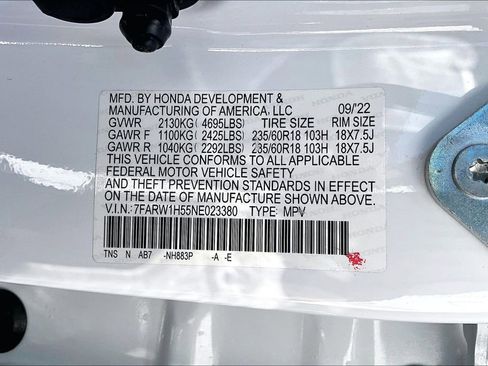 MFD. BY HONDA DEVELOPMENT &
MANUFACTURING OF AMERICA, LLC 09/'22
GVWR 2130KG( 4695LBS) TIRE SIZE RIM SIZE
GAWR F 1100KG( 2425LBS) 235/60R18 103H 18X7.5J
GAWR R 1040KG( 2292LBS) 235/60R18 103H 18X7.5J
THIS VEHICLE CONFORMS TO ALL APPLICABLE
FEDERAL MOTOR VEHICLE SAFETY
AND THEFT PREVENTION STANDARDS IN EFFECT
ON THE DATE OF MANUFACTURE SHOWN ABOVE.
V.I.N.: 7FARW1H55NE023380 TYPE: MPV
TNS N AB7 -NH883P -A -E